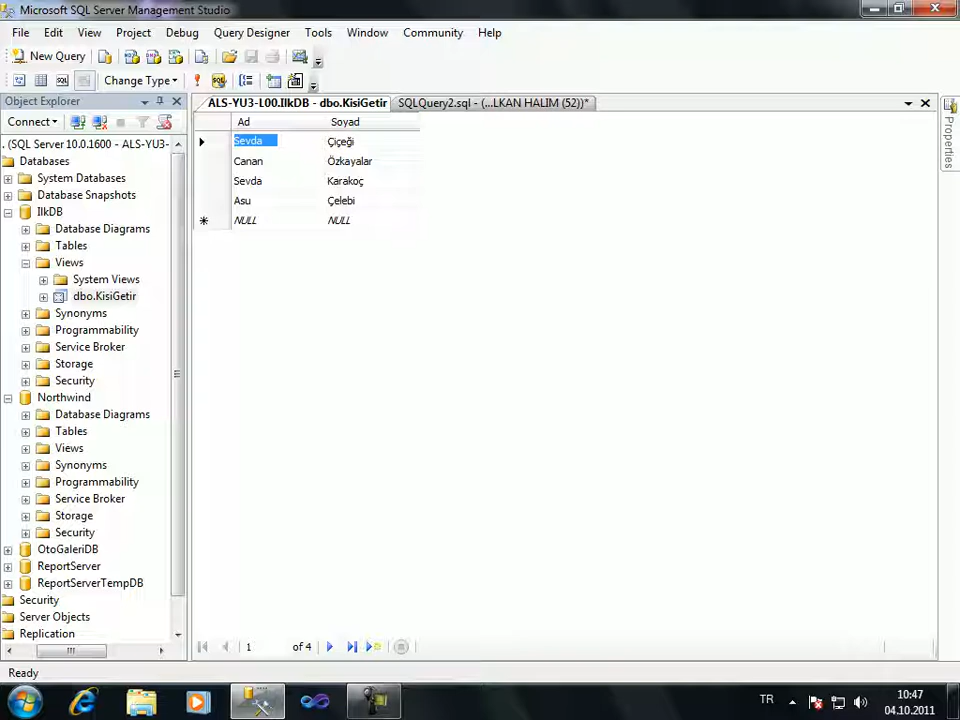 Microsoft SQL Server Management Studio
File Edit View Project Debug Query Designer Tools Window Community Help
New Query
Change Type
Object Explorer
ALS-YU3-L00.IlkDB - dbo.KisiGetir
SQLQuery2.sql - (...LKAN HALIM (52))*
Connect
Ad Soyad
. (SQL Server 10.0.1600 - ALS-YU3-
Sevda Çiçeği
Canan Özkayalar
Sevda Karakoç
Asu Çelebi
NULL NULL
Databases
System Databases
Database Snapshots
IlkDB
Database Diagrams
Tables
Views
System Views
dbo.KisiGetir
Synonyms
Programmability
Service Broker
Storage
Security
Northwind
Database Diagrams
Tables
Views
Synonyms
Programmability
Service Broker
Storage
Security
OtoGaleriDB
ReportServer
ReportServerTempDB
Security
Server Objects
Replication
Properties
1 of 4
Ready
TR
10:47
04.10.2011